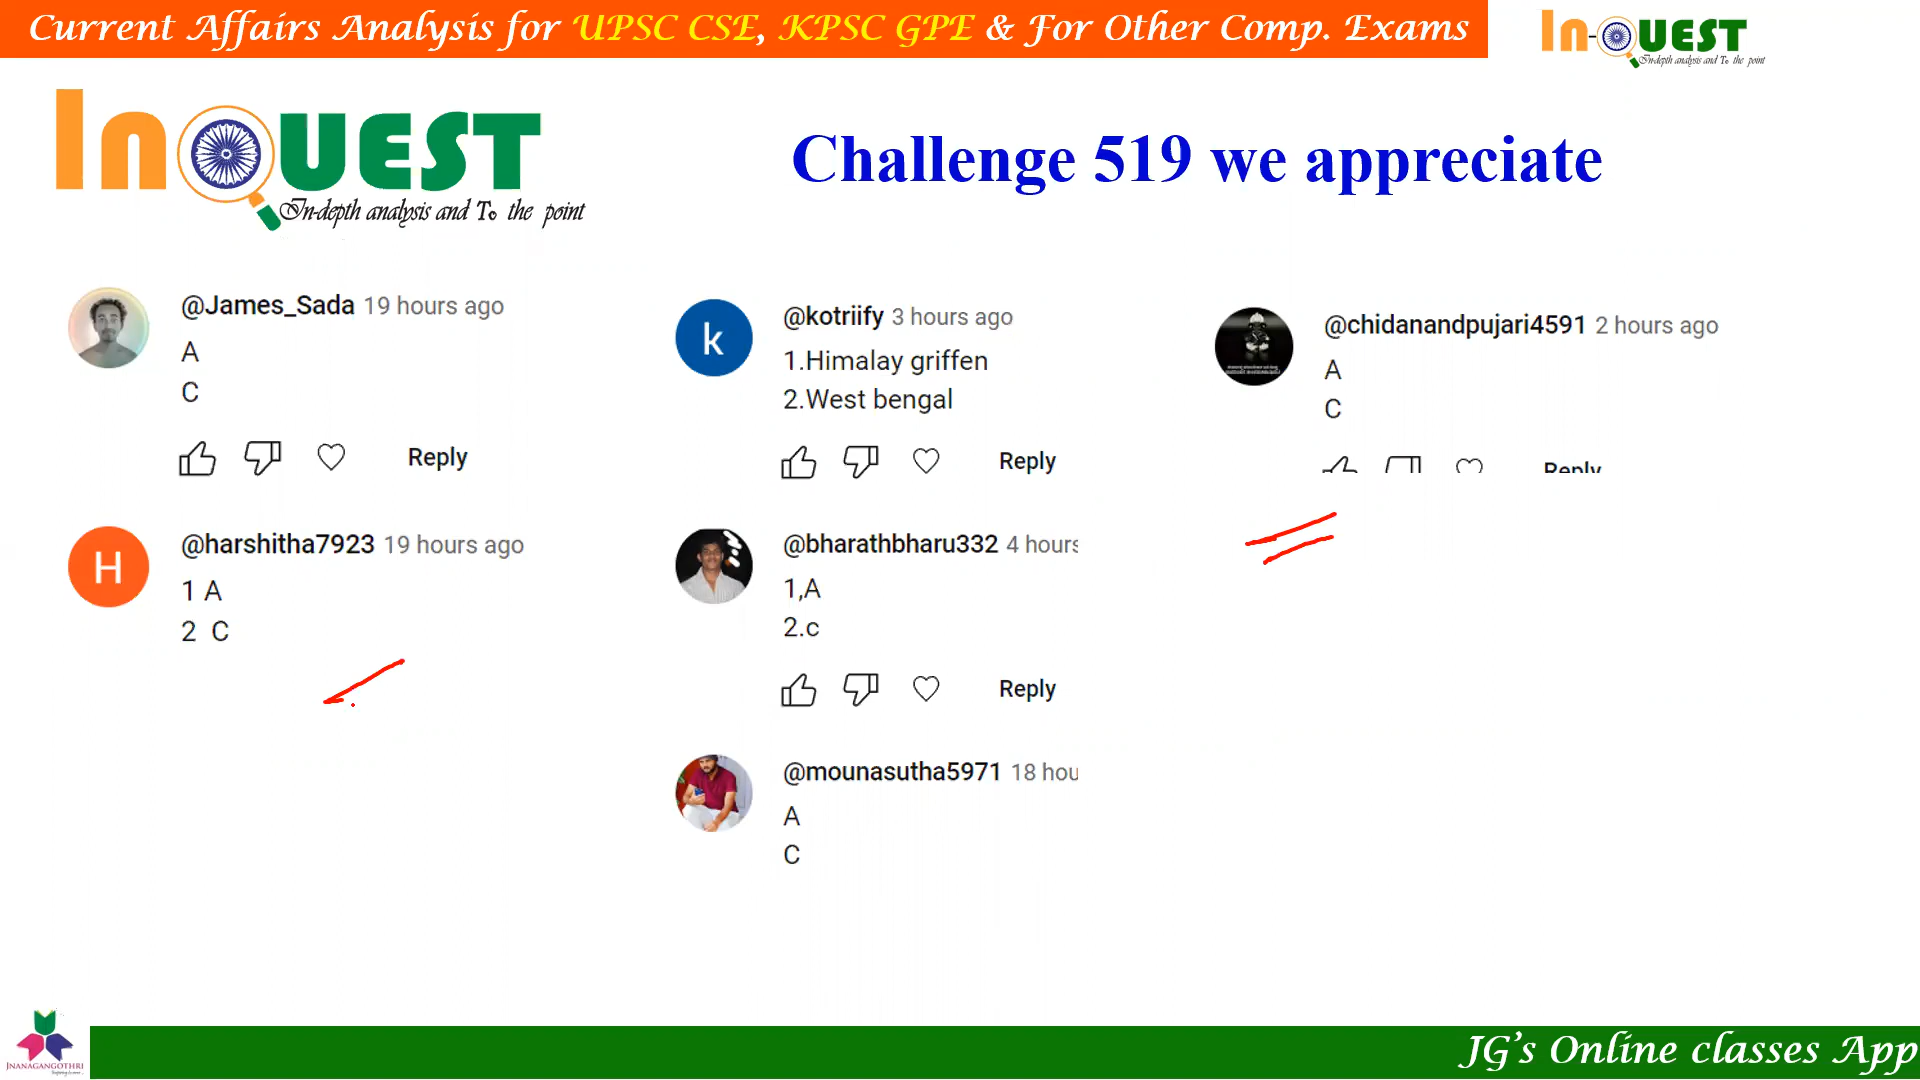 Current Affairs Analysis for UPSC CSE, KPSC GPE & For Other Comp. Exams
In-QUEST
In-depth analysis and To the point
InQUEST
In-depth analysis and To the point
Challenge 519 we appreciate
@James_Sada 19 hours ago
A
C
Reply
@harshitha7923 19 hours ago
1 A
2 C
@kotriify 3 hours ago
1.Himalay griffen
2.West bengal
Reply
@bharathbharu332 4 hours
1,A
2.c
Reply
@mounasutha5971 18 hou
A
C
@chidanandpujari4591 2 hours ago
A
C
Reply
H
k
JNANAGANGOTHRI
JG's Online classes App